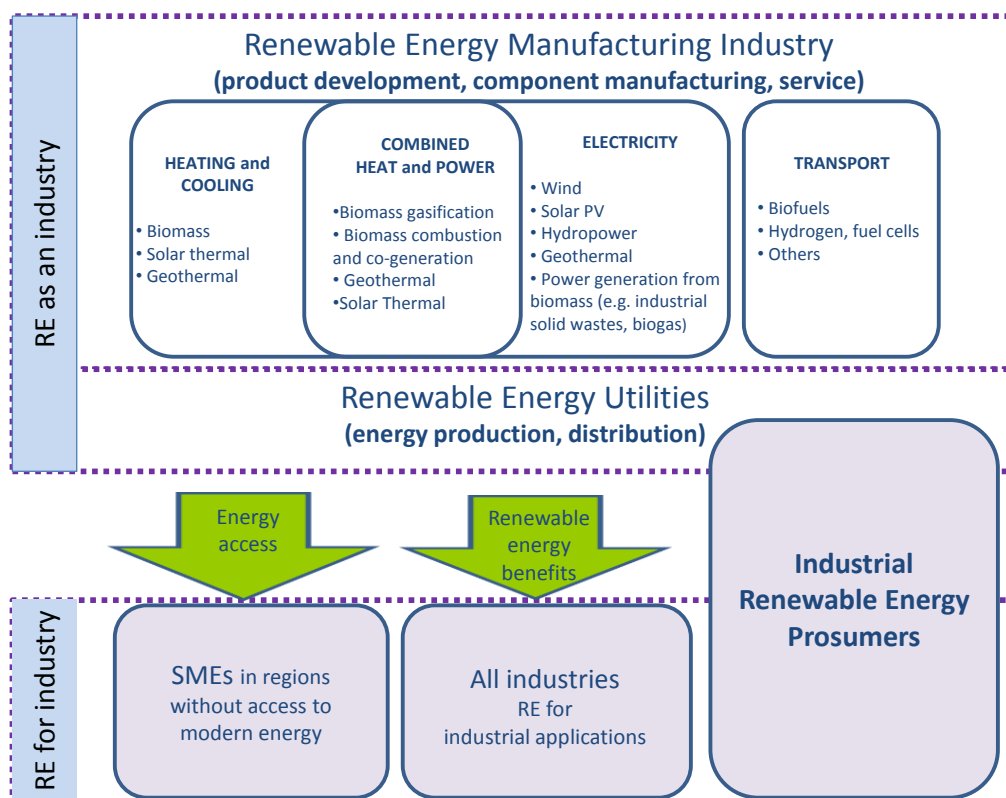 RE as an industry
Renewable Energy Manufacturing Industry
(product development, component manufacturing, service)
HEATING and
COOLING
• Biomass
• Solar thermal
• Geothermal
COMBINED
HEAT and POWER
•Biomass gasification
• Biomass combustion
and co-generation
• Geothermal
•Solar Thermal
ELECTRICITY
• Wind
• Solar PV
• Hydropower
• Geothermal
• Power generation from
biomass (e.g. industrial
solid wastes, biogas)
TRANSPORT
• Biofuels
• Hydrogen, fuel cells
• Others
Renewable Energy Utilities
(energy production, distribution)
Energy
access
Renewable
energy
benefits
Industrial
Renewable Energy
Prosumers
RE for industry
SMEs in regions
without access to
modern energy
All industries
RE for
industrial applications